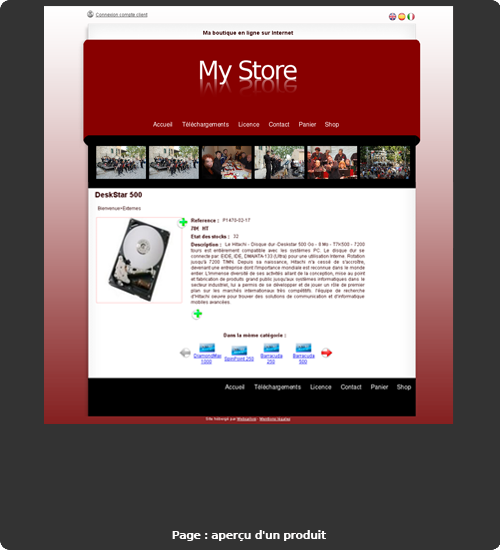 Connexion compte client
Ma boutique en ligne sur Internet
My Store
Accueil Téléchargements Licence Contact Panier Shop
DeskStar 500
Bienvenue>Externes
Reference : P1470-02-17
70€ HT
Etat des stocks : 32
Description : Le Hitachi - Disque dur -Deskstar 500 Go - 8 Mo - T7K500 - 7200
tours est entièrement compatible avec les systèmes PC. Le disque dur se
connecte par: EIDE, IDE, DMA/ATA-133 (Ultra) pour une utilisation Interne. Rotation
jusqu'à 7200 TMN. Depuis sa naissance, Hitachi n'a cessé de s'accroître,
devenant une entreprise dont l'importance mondiale est reconnue dans le monde
entier. L'immense diversité de ses activités allant de la conception, mise au point
et fabrication de produits grand public jusqu'aux systèmes informatiques dans le
secteur industriel, lui a permis de se développer et de jouer un rôle de premier
plan sur les marchés internationaux très compétitifs. l'équipe de recherche
d'Hitachi oeuvre pour trouver des solutions de communication et d'informatique
mobiles avancées.
Dans la même catégorie :
DiamondMax SpinPoint 250 Barracuda Barracuda
1000 250 500
Accueil Téléchargements Licence Contact Panier Shop
Site hébergé par Mentions légales
Page : aperçu d'un produit